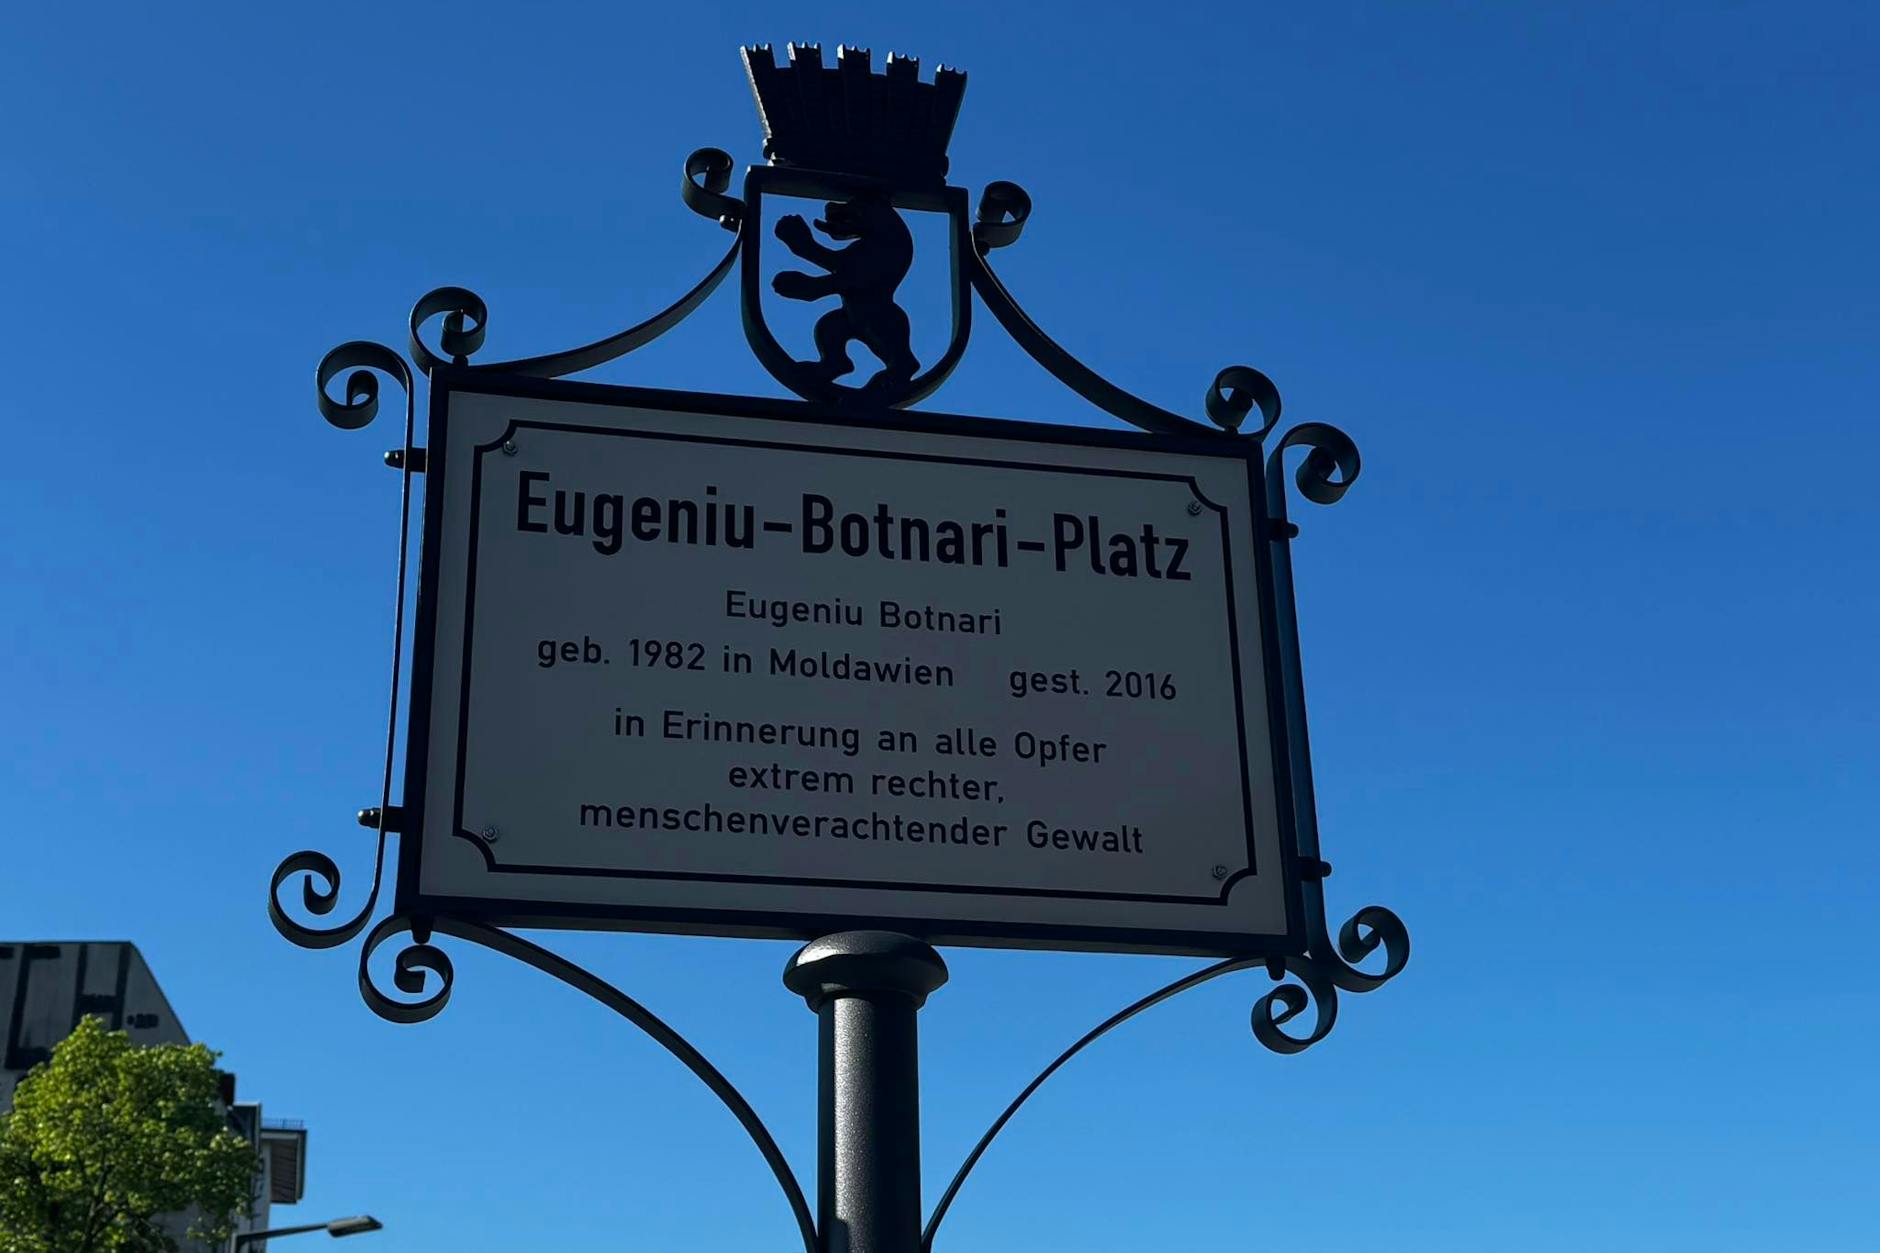 Eugeniu-Botnari-Platz
Eugeniu Botnari
geb. 1982 in Moldawien gest. 2016
in Erinnerung an alle Opfer
extrem rechter,
menschenverachtender Gewalt